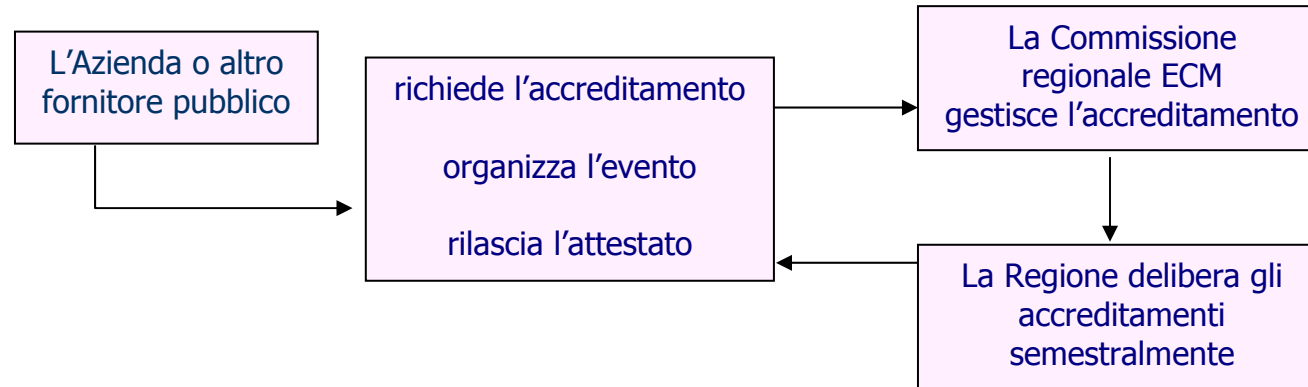 L’Azienda o altro
fornitore pubblico
richiede l’accreditamento
organizza l’evento
rilascia l’attestato
La Commissione
regionale ECM
gestisce l’accreditamento
La Regione delibera gli
accreditamenti
semestralmente